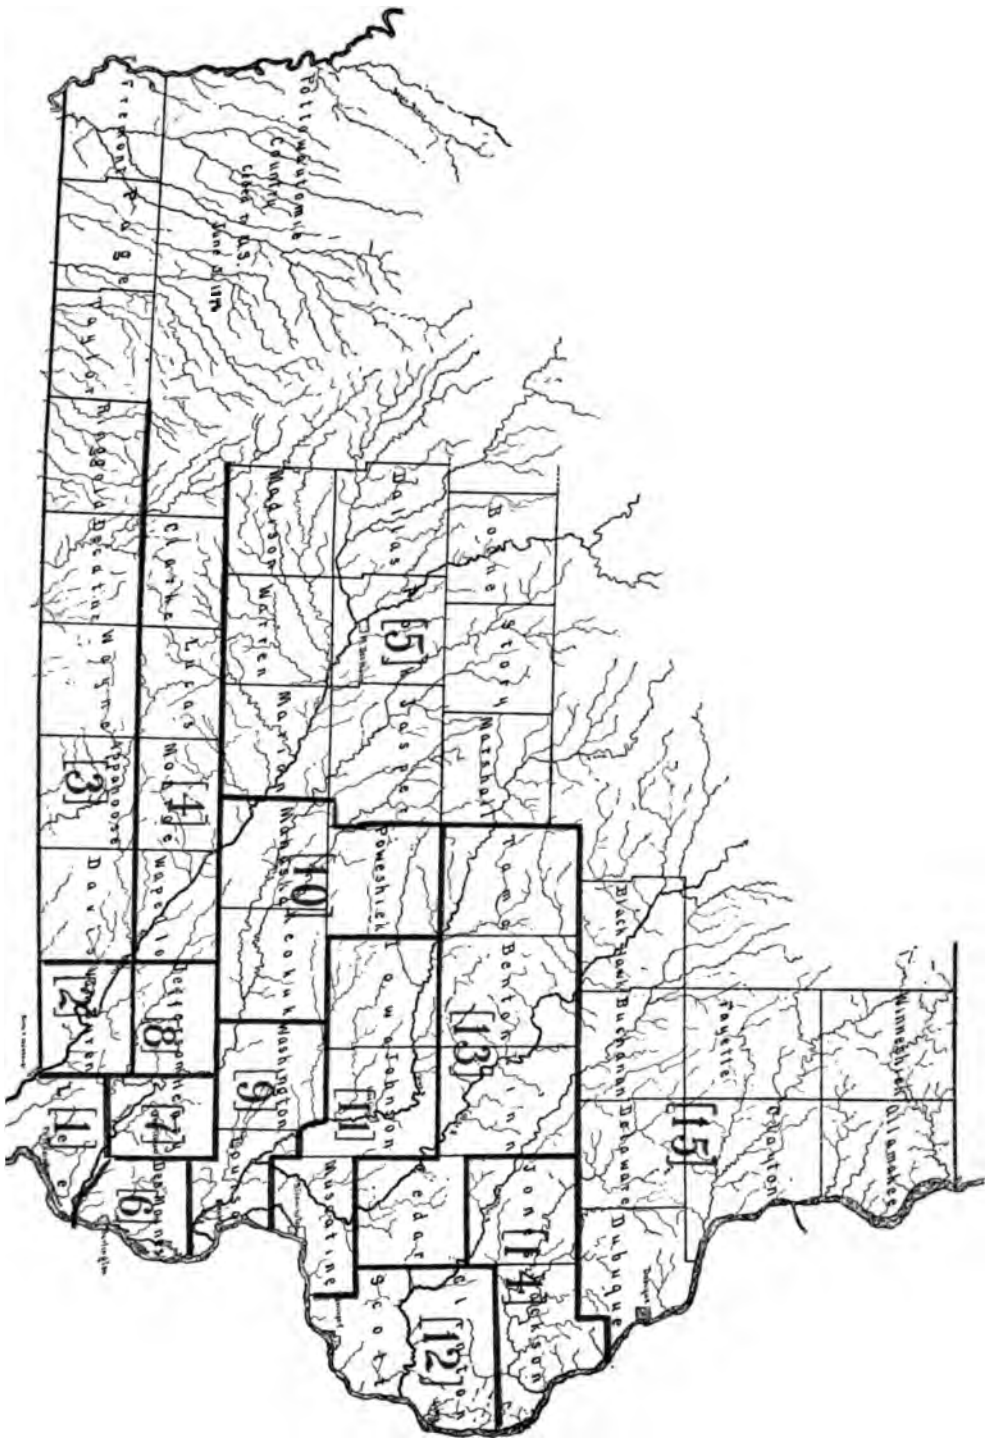 Pottowautamie
Country
Ceded to U.S.
June 5, 1846
Fremont
Page
Taylor
Ringgold
Decatur
Wayne
Appanoose
[3]
Davis
Van Buren
[2]
Lee
[1]
Clarke
Lucas
Monroe
[4]
Wapello
Jefferson
[8]
Henry
[7]
Des Moines
[6]
Madison
Warren
Marion
Mahaska
[10]
Keokuk
Washington
[9]
Louisa
Dallas
Polk
[5]
Jasper
Poweshiek
Iowa
Johnson
[11]
Muscatine
Cedar
Scott
Boone
Story
Marshall
Tama
Benton
[13]
Linn
Jones
[14]
Jackson
Clinton
[12]
Black Hawk
Buchanan
Delaware
Dubuque
Fayette
Clayton
[15]
Winneshiek
Allamakee